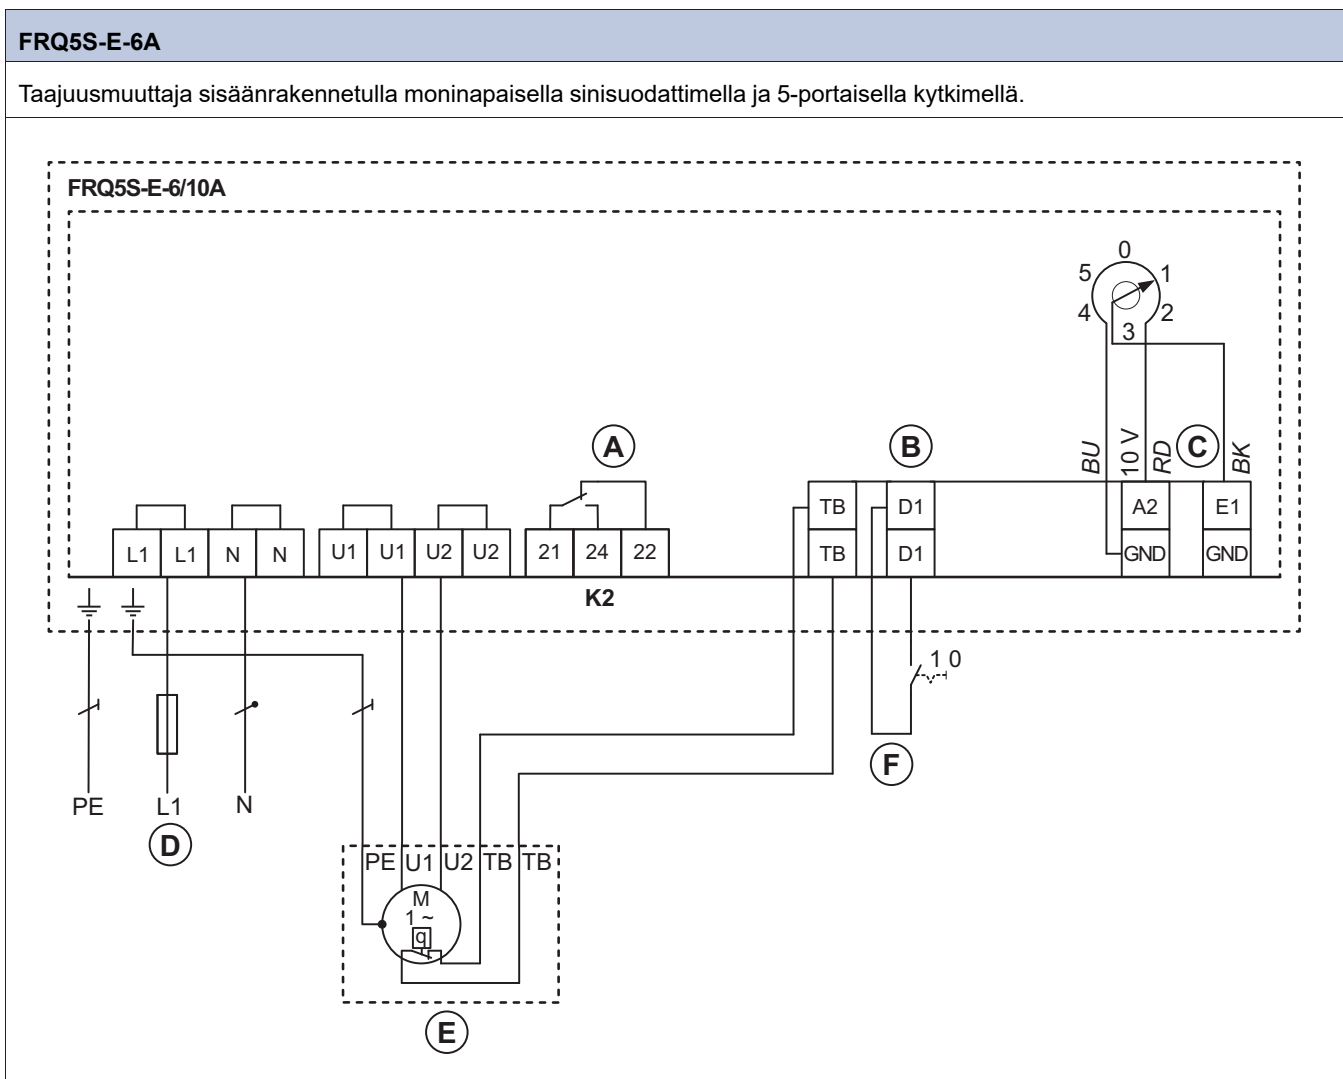 FRQ5S-E-6A
Taajuusmuuttaja sisäänrakennetulla moninapaisella sinisuodattimella ja 5-portaisella kytkimellä.
FRQ5S-E-6/10A
0
5 1
4 2
3
A B C
BU 10 V RD BK
TB D1 A2 E1
L1 L1 N N U1 U1 U2 U2 21 24 22 TB D1 GND GND
K2
1 0
F
PE L1 N
D
PE U1 U2 TB TB
M
1 ~
q
E